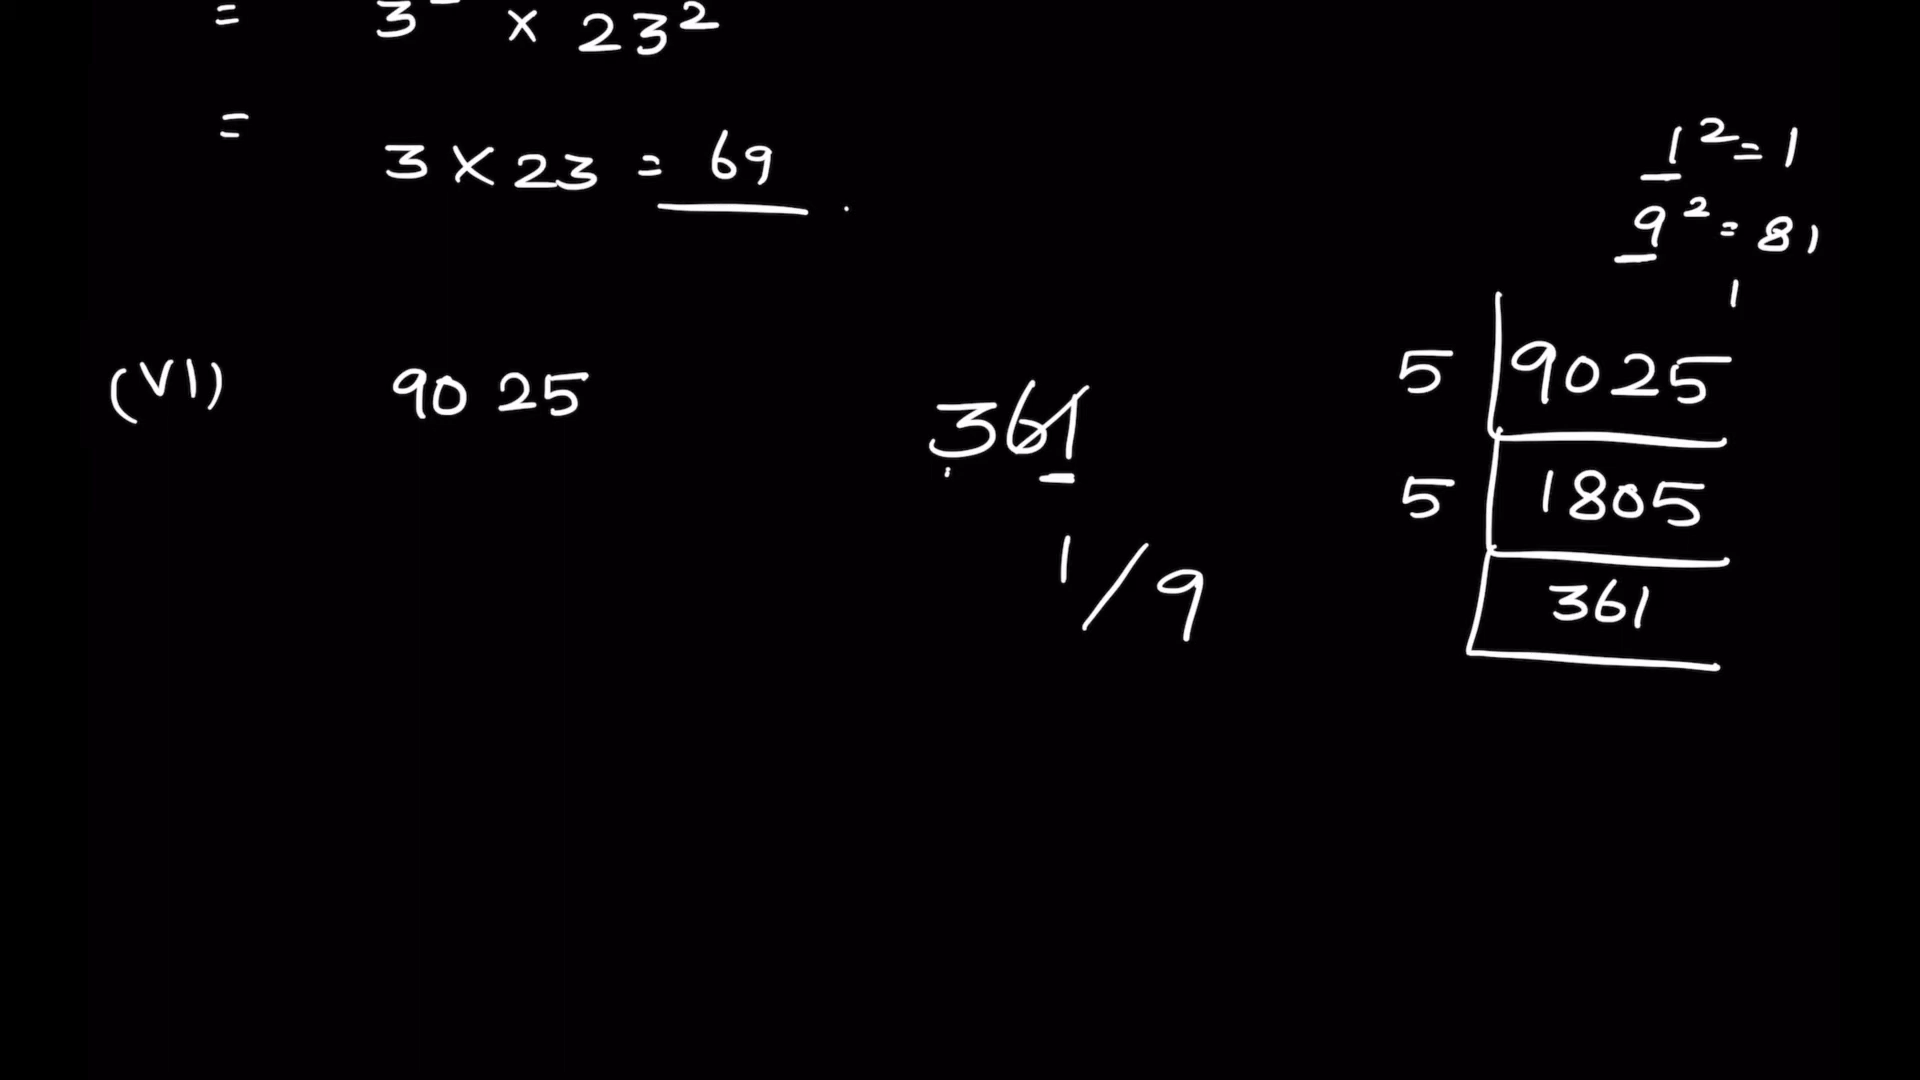 = 3² × 23²
= 3 × 23 = 69 .
1² = 1
9² = 81
1
(VI) 9025
361
1/9
5 9025
5 1805
361